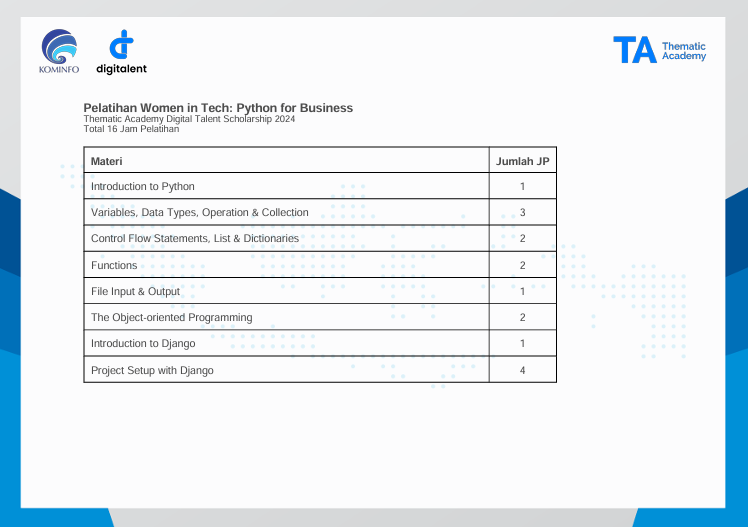 KOMINFO
digitalent
TA Thematic
Academy
Pelatihan Women in Tech: Python for Business
Thematic Academy Digital Talent Scholarship 2024
Total 16 Jam Pelatihan
Materi Jumlah JP
Introduction to Python 1
Variables, Data Types, Operation & Collection 3
Control Flow Statements, List & Dictionaries 2
Functions 2
File Input & Output 1
The Object-oriented Programming 2
Introduction to Django 1
Project Setup with Django 4